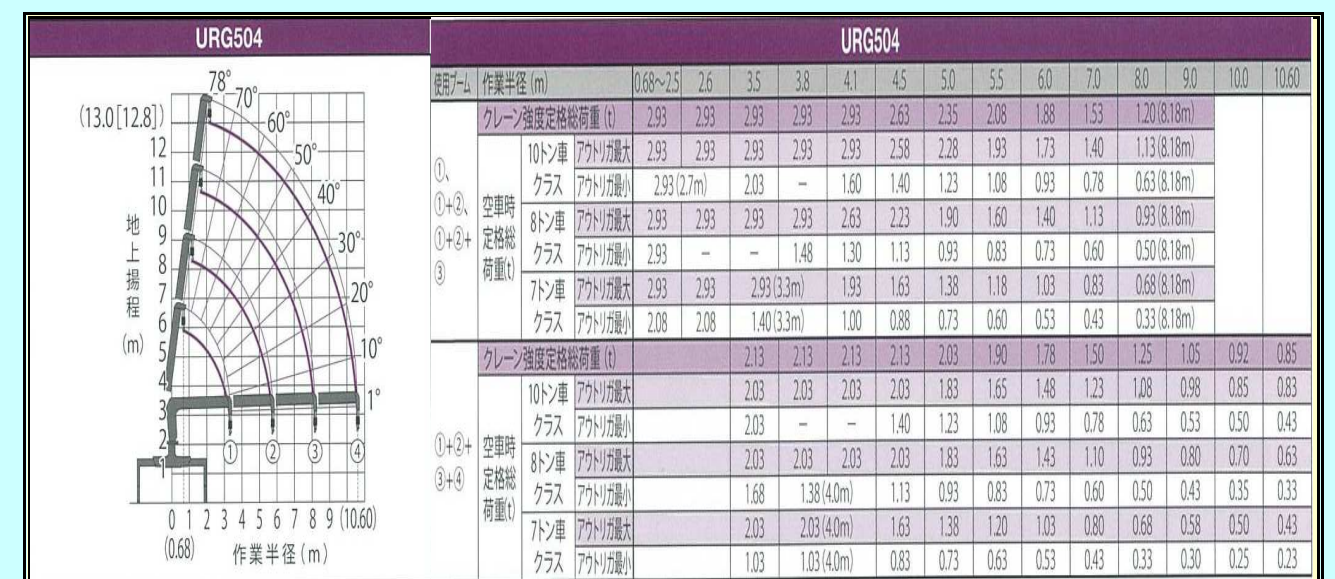 URG504
78°
70°
60°
50°
40°
30°
20°
10°
1°
(13.0[12.8])
12
11
10
9
8
7
6
5
4
3
2
1
地上揚程
(m)
① ② ③ ④
0 1 2 3 4 5 6 7 8 9 (10.60)
(0.68)
作業半径(m)
URG504
使用ブーム 作業半径(m) 0.68〜2.5 2.6 3.5 3.8 4.1 4.5 5.0 5.5 6.0 7.0 8.0 9.0 10.0 10.60
①、
①+②、
①+②+
③
クレーン強度定格総荷重(t) 2.93 2.93 2.93 2.93 2.93 2.63 2.35 2.08 1.88 1.53 1.20(8.18m)
空車時
定格総
荷重(t)
10トン車
クラス
アウトリガ最大 2.93 2.93 2.93 2.93 2.93 2.58 2.28 1.93 1.73 1.40 1.13(8.18m)
アウトリガ最小 2.93(2.7m) 2.03 － 1.60 1.40 1.23 1.08 0.93 0.78 0.63(8.18m)
8トン車
クラス
アウトリガ最大 2.93 2.93 2.93 2.93 2.63 2.23 1.90 1.60 1.40 1.13 0.93(8.18m)
アウトリガ最小 2.93 － － 1.48 1.30 1.13 0.93 0.83 0.73 0.60 0.50(8.18m)
7トン車
クラス
アウトリガ最大 2.93 2.93 2.93(3.3m) 1.93 1.63 1.38 1.18 1.03 0.83 0.68(8.18m)
アウトリガ最小 2.08 2.08 1.40(3.3m) 1.00 0.88 0.73 0.60 0.53 0.43 0.33(8.18m)
①+②+
③+④
クレーン強度定格総荷重(t) 2.13 2.13 2.13 2.13 2.03 1.90 1.78 1.50 1.25 1.05 0.92 0.85
空車時
定格総
荷重(t)
10トン車
クラス
アウトリガ最大 2.03 2.03 2.03 2.03 1.83 1.65 1.48 1.23 1.08 0.98 0.85 0.83
アウトリガ最小 2.03 － － 1.40 1.23 1.08 0.93 0.78 0.63 0.53 0.50 0.43
8トン車
クラス
アウトリガ最大 2.03 2.03 2.03 2.03 1.83 1.63 1.43 1.10 0.93 0.80 0.70 0.63
アウトリガ最小 1.68 1.38(4.0m) 1.13 0.93 0.83 0.73 0.60 0.50 0.43 0.35 0.33
7トン車
クラス
アウトリガ最大 2.03 2.03(4.0m) 1.63 1.38 1.20 1.03 0.80 0.68 0.58 0.50 0.43
アウトリガ最小 1.03 1.03(4.0m) 0.83 0.73 0.63 0.53 0.43 0.33 0.30 0.25 0.23